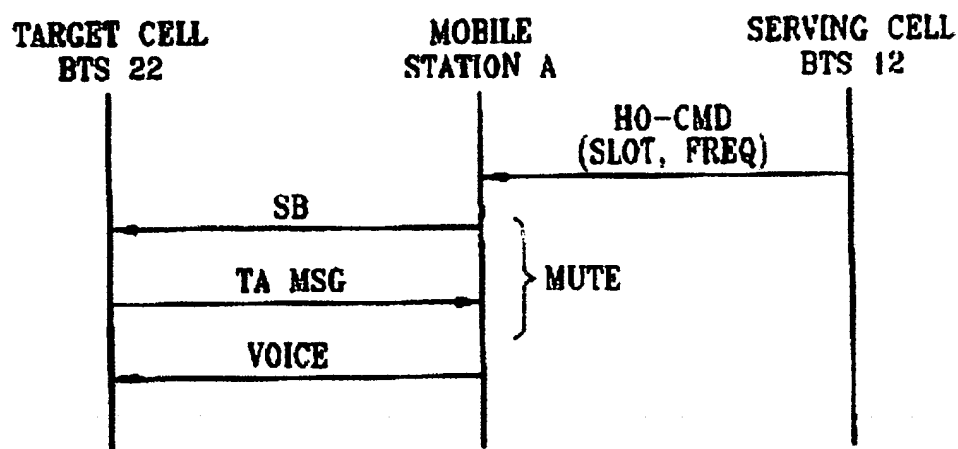 TARGET CELL
BTS 22
MOBILE
STATION A
SERVING CELL
BTS 12
HO-CMD
(SLOT, FREQ)
SB
TA MSG
MUTE
VOICE